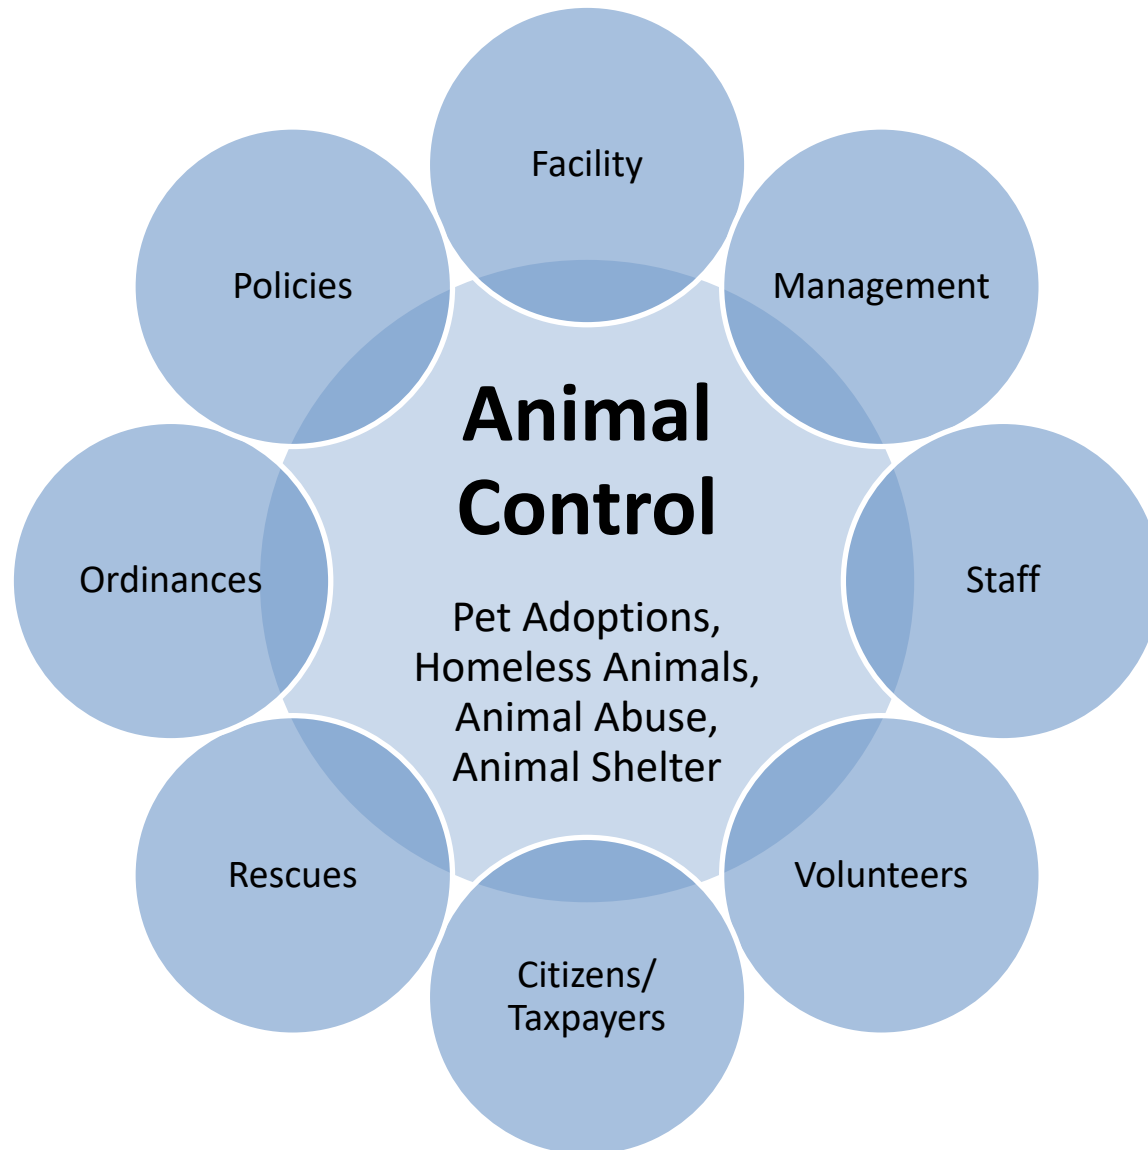 Facility
Policies
Management
Animal
Control
Ordinances
Staff
Pet Adoptions,
Homeless Animals,
Animal Abuse,
Animal Shelter
Rescues
Volunteers
Citizens/
Taxpayers